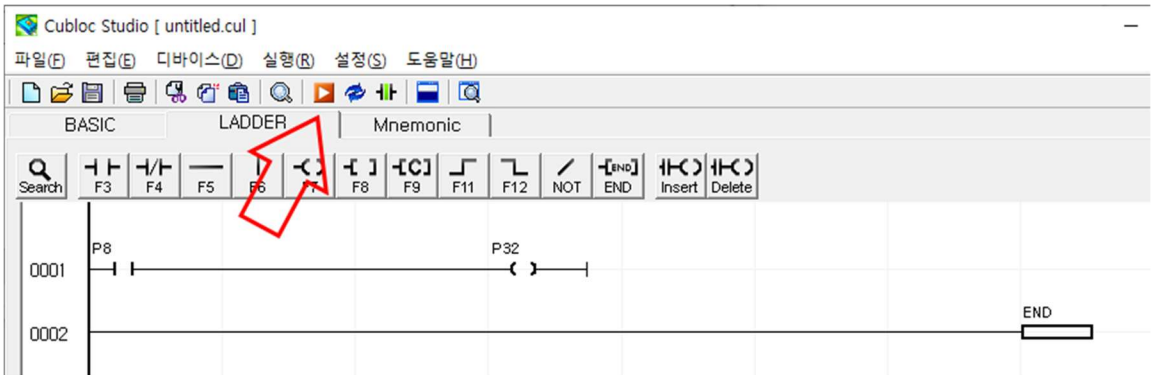 Cubloc Studio [ untitled.cul ]
파일(F) 편집(E) 디바이스(D) 실행(R) 설정(S) 도움말(H)
BASIC LADDER Mnemonic
Search F3 F4 F5 F6 F7 F8 F9 F11 F12 NOT END Insert Delete
[C] [END]
P8 P32
0001
END
0002